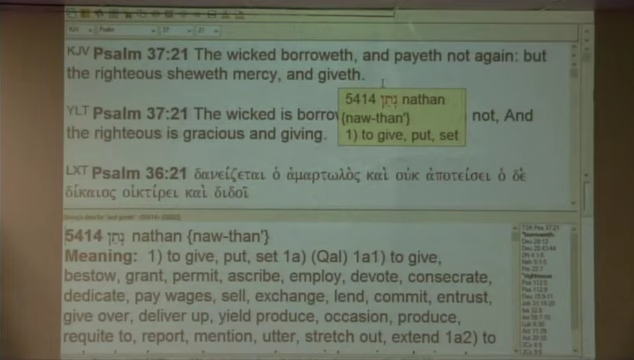 KJV Psalm 37:21 The wicked borroweth, and payeth not again: but
the righteous sheweth mercy, and giveth.
5414 נָתַן nathan
{naw-than'}
1) to give, put, set
YLT Psalm 37:21 The wicked is borrow not, And
the righteous is gracious and giving.
LXT Psalm 36:21 δανείζεται ὁ ἁμαρτωλὸς καὶ οὐκ ἀποτείσει ὁ δὲ
δίκαιος οἰκτίρει καὶ διδοῖ
5414 נָתַן nathan {naw-than'}
Meaning: 1) to give, put, set 1a) (Qal) 1a1) to give,
bestow, grant, permit, ascribe, employ, devote, consecrate,
dedicate, pay wages, sell, exchange, lend, commit, entrust,
give over, deliver up, yield produce, occasion, produce,
requite to, report, mention, utter, stretch out, extend 1a2) to